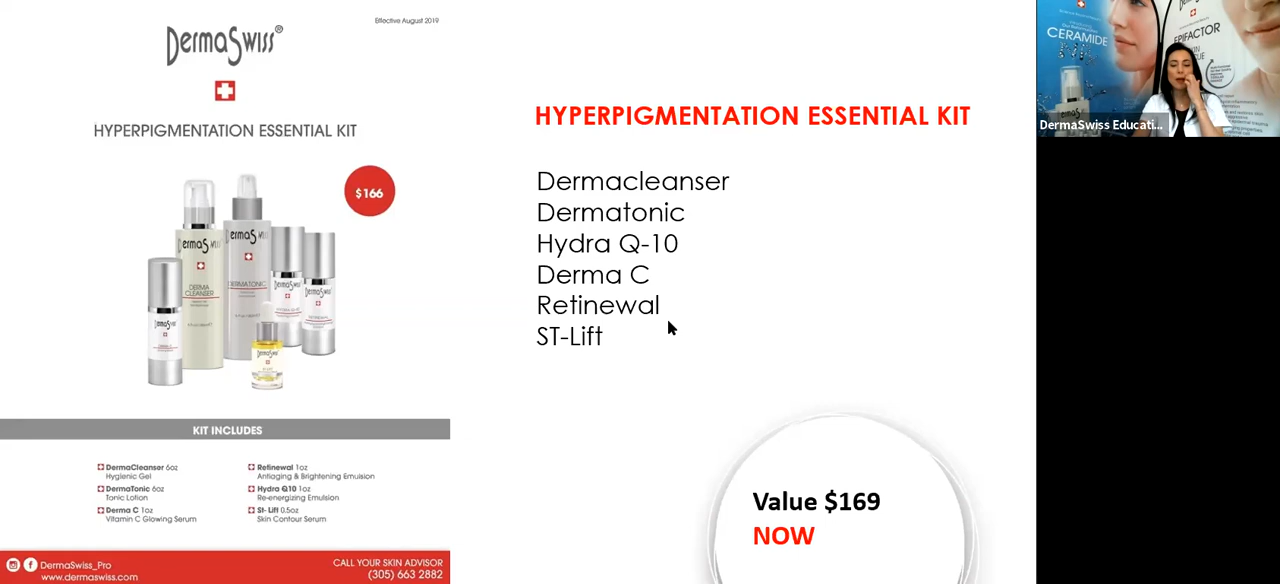 Effective August 2019
DERMASWISS®
HYPERPIGMENTATION ESSENTIAL KIT
$166
DERMA
CLEANSER
DERMATONIC
KIT INCLUDES
DermaCleanser 6oz
Hygienic Gel
DermaTonic 6oz
Tonic Lotion
Derma C 1oz
Vitamin C Glowing Serum
Retinewal 1oz
Antiaging & Brightening Emulsion
Hydra Q10 1oz
Re-energizing Emulsion
St- Lift 0.5oz
Skin Contour Serum
DermaSwiss_Pro
www.dermaswiss.com
CALL YOUR SKIN ADVISOR
(305) 663 2882
HYPERPIGMENTATION ESSENTIAL KIT
Dermacleanser
Dermatonic
Hydra Q-10
Derma C
Retinewal
ST-Lift
Value $169
NOW
CERAMIDE
EPIFACTOR
DermaSwiss Educati...